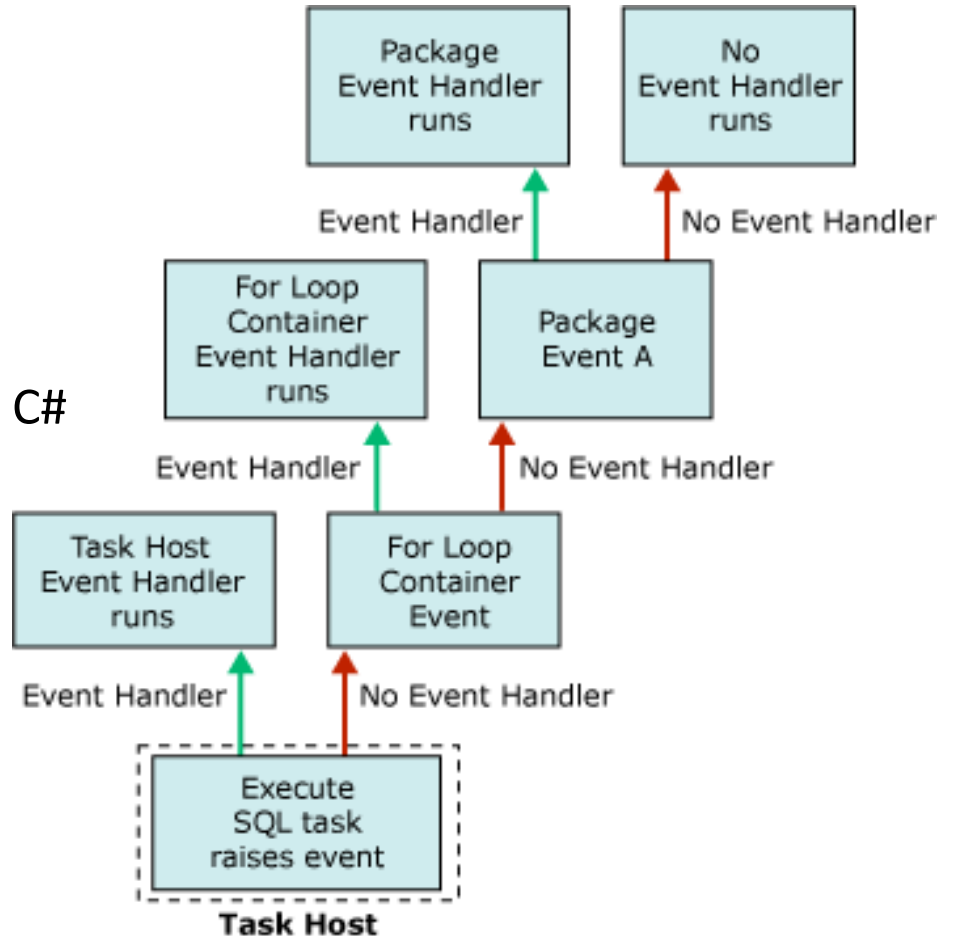 Package
Event Handler
runs
No
Event Handler
runs
Event Handler
No Event Handler
For Loop
Container
Event Handler
runs
Package
Event A
C#
Event Handler
No Event Handler
Task Host
Event Handler
runs
For Loop
Container
Event
Event Handler
No Event Handler
Execute
SQL task
raises event
Task Host